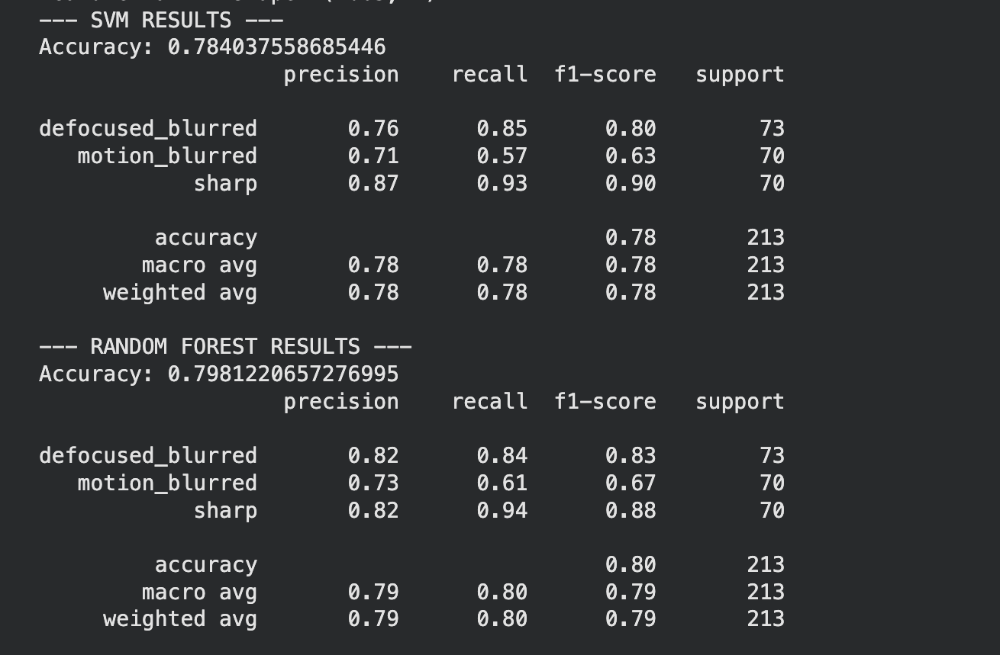 --- SVM RESULTS ---
Accuracy: 0.784037558685446
precision recall f1-score support
defocused_blurred 0.76 0.85 0.80 73
motion_blurred 0.71 0.57 0.63 70
sharp 0.87 0.93 0.90 70
accuracy 0.78 213
macro avg 0.78 0.78 0.78 213
weighted avg 0.78 0.78 0.78 213
--- RANDOM FOREST RESULTS ---
Accuracy: 0.7981220657276995
precision recall f1-score support
defocused_blurred 0.82 0.84 0.83 73
motion_blurred 0.73 0.61 0.67 70
sharp 0.82 0.94 0.88 70
accuracy 0.80 213
macro avg 0.79 0.80 0.79 213
weighted avg 0.79 0.80 0.79 213